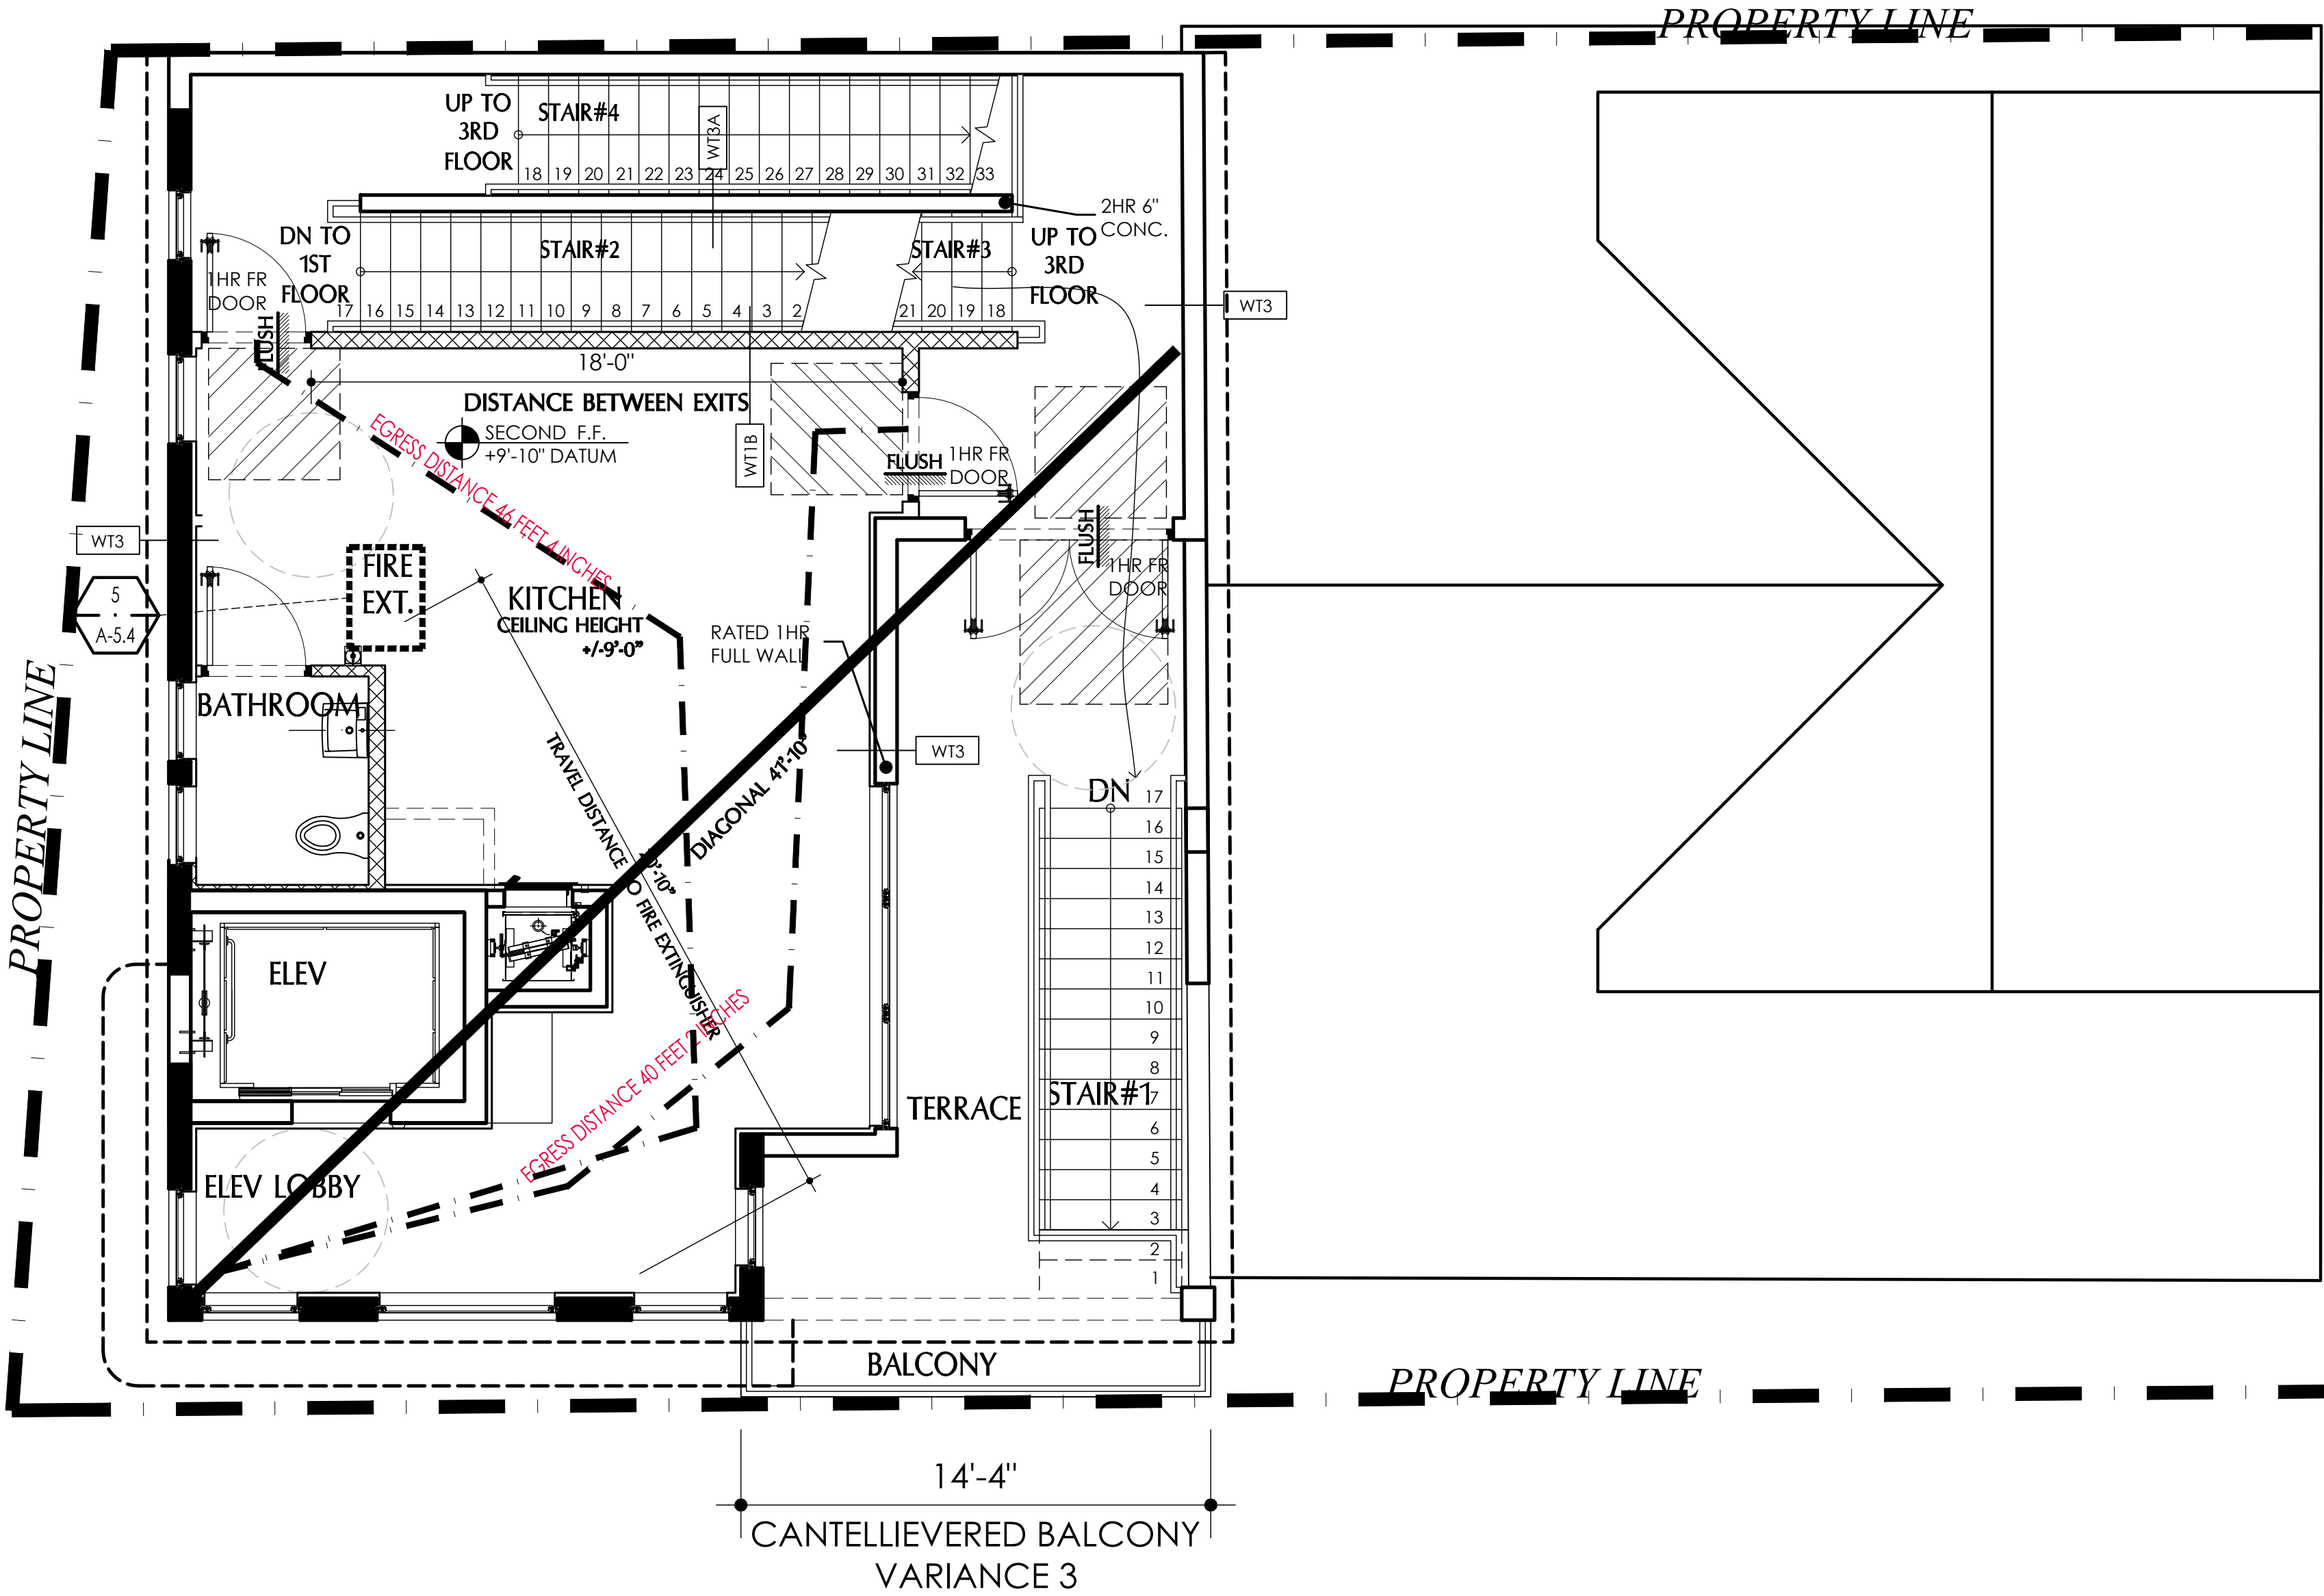 PROPERTY LINE
UP TO
3RD
FLOOR
STAIR#4
WT3A
18 19 20 21 22 23 24 25 26 27 28 29 30 31 32 33
2HR 6"
CONC.
DN TO
1ST
FLOOR
STAIR#2
STAIR#3
UP TO
3RD
FLOOR
1HR FR
DOOR
17 16 15 14 13 12 11 10 9 8 7 6 5 4 3 2
21 20 19 18
WT3
FLUSH
18'-0"
DISTANCE BETWEEN EXITS
SECOND F.F.
+9'-10" DATUM
WT1B
EGRESS DISTANCE 46 FEET 4 INCHES
FLUSH
1HR FR
DOOR
FLUSH
1HR FR
DOOR
WT3
5
A-5.4
FIRE
EXT.
KITCHEN
CEILING HEIGHT
+/-9'-0"
RATED 1HR
FULL WALL
BATHROOM
WT3
TRAVEL DISTANCE TO FIRE EXTINGUISHER
DIAGONAL 41'-10"
DN
17
16
15
14
13
12
11
10
9
8
7
6
5
4
3
2
1
STAIR#1
TERRACE
ELEV
EGRESS DISTANCE 40 FEET 2 INCHES
ELEV LOBBY
PROPERTY LINE
BALCONY
PROPERTY LINE
14'-4"
CANTELLIEVERED BALCONY
VARIANCE 3